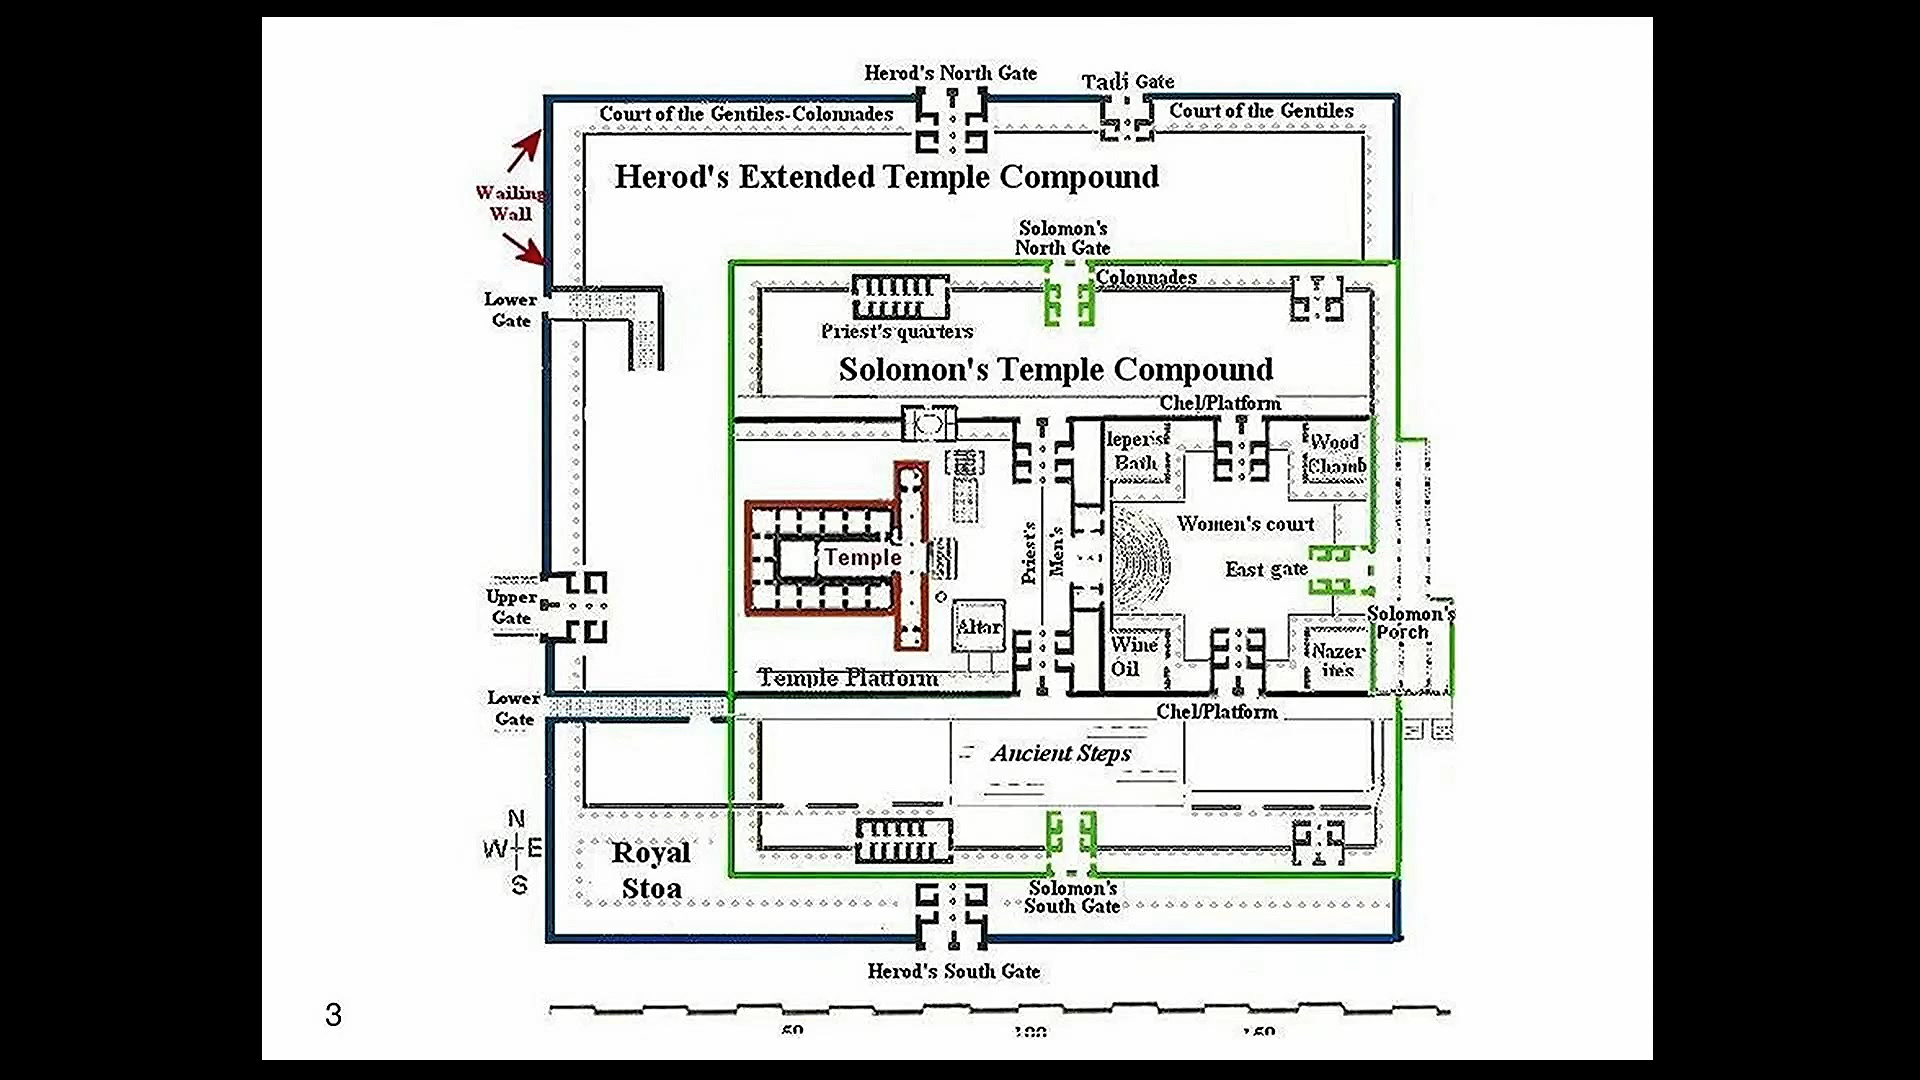 Herod's North Gate
Tadi Gate
Court of the Gentiles-Colonnades
Court of the Gentiles
Herod's Extended Temple Compound
Wailing
Wall
Solomon's
North Gate
Colonnades
Lower
Gate
Priest's quarters
Solomon's Temple Compound
Chel/Platform
leper's
Bath
Wood
Chamb
Women's court
Priest's
Men's
Temple
East gate
Upper
Gate
Altar
Solomon's
Porch
Wine
Oil
Nazer
ites
Temple Platform
Lower
Gate
Chel/Platform
Ancient Steps
N
W E
S
Royal
Stoa
Solomon's
South Gate
Herod's South Gate
3
50 100 150